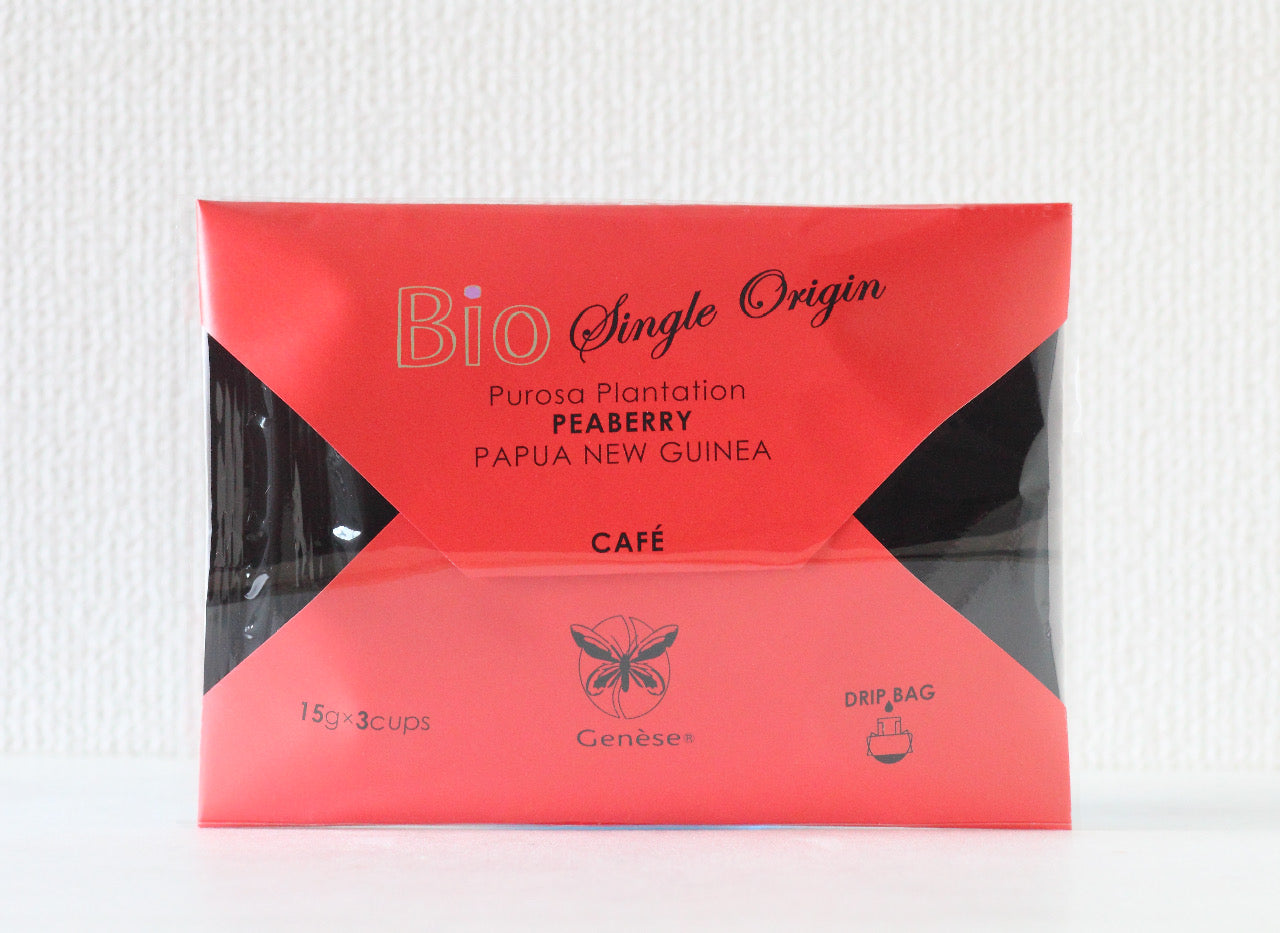 Bio Single Origin
Purosa Plantation
PEABERRY
PAPUA NEW GUINEA
CAFÉ
15g×3cups
Genèse®
DRIP BAG